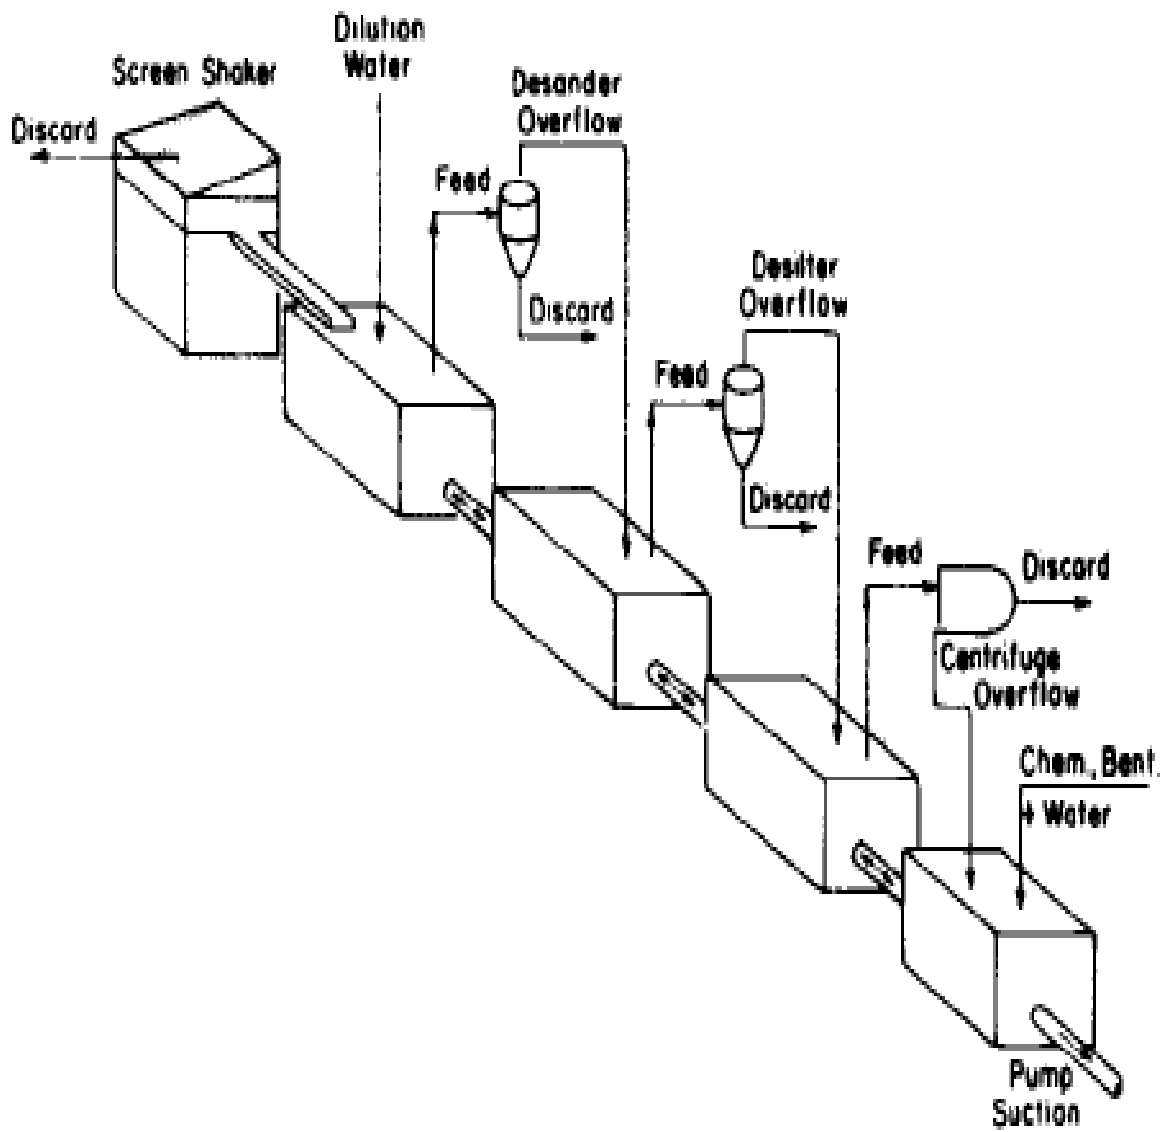 Dilution
Water
Screen Shaker
Discard
Desander
Overflow
Feed
Discard
Desilter
Overflow
Feed
Discard
Feed
Discard
Centrifuge
Overflow
Chem., Bent.
+ Water
Pump
Suction